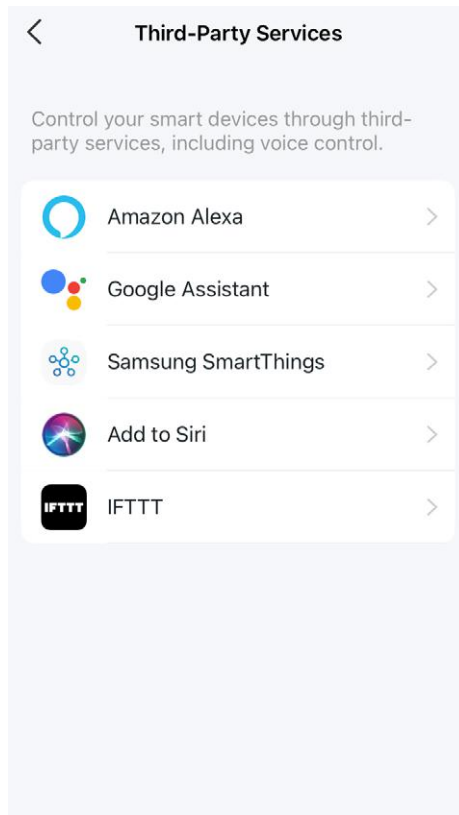 Third-Party Services
Control your smart devices through third-
party services, including voice control.
Amazon Alexa
Google Assistant
Samsung SmartThings
Add to Siri
IFTTT IFTTT